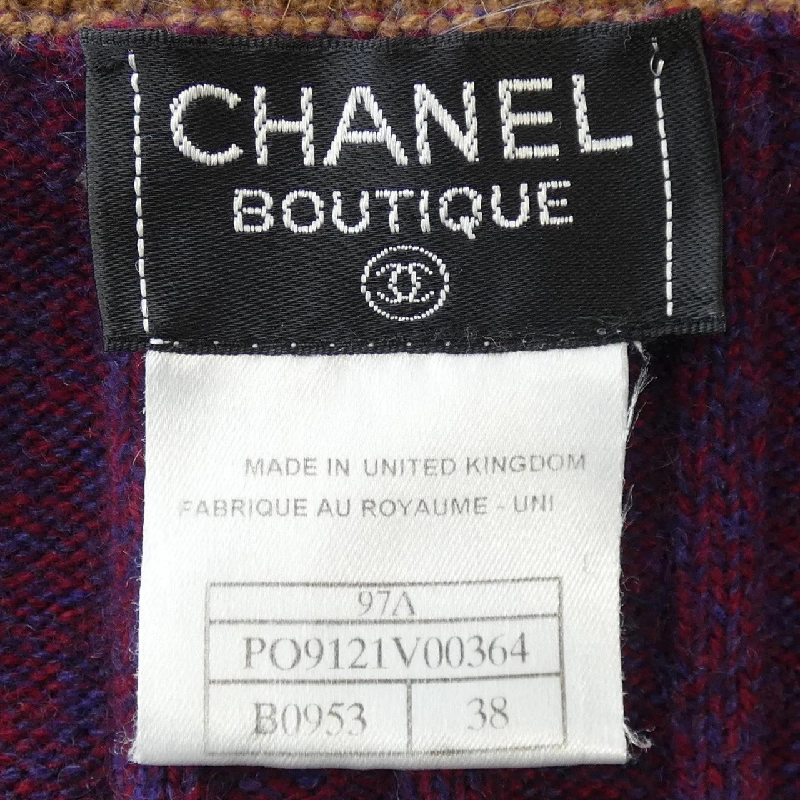 CHANEL
BOUTIQUE
MADE IN UNITED KINGDOM
FABRIQUE AU ROYAUME - UNI
97A
PO9121V00364
B0953 38